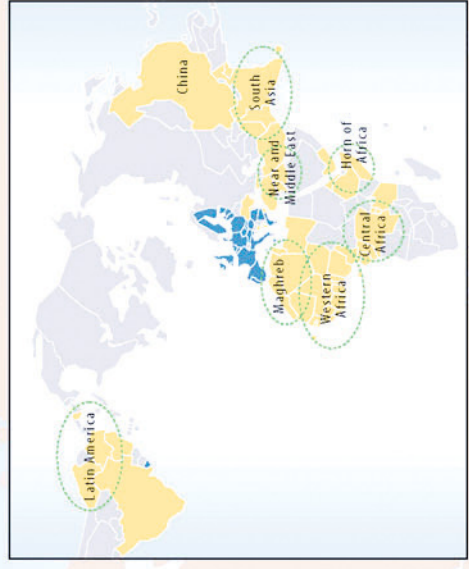 Latin America
Maghreb
Western
Africa
Central
Africa
Horn of
Africa
Near and
Middle East
South
Asia
China